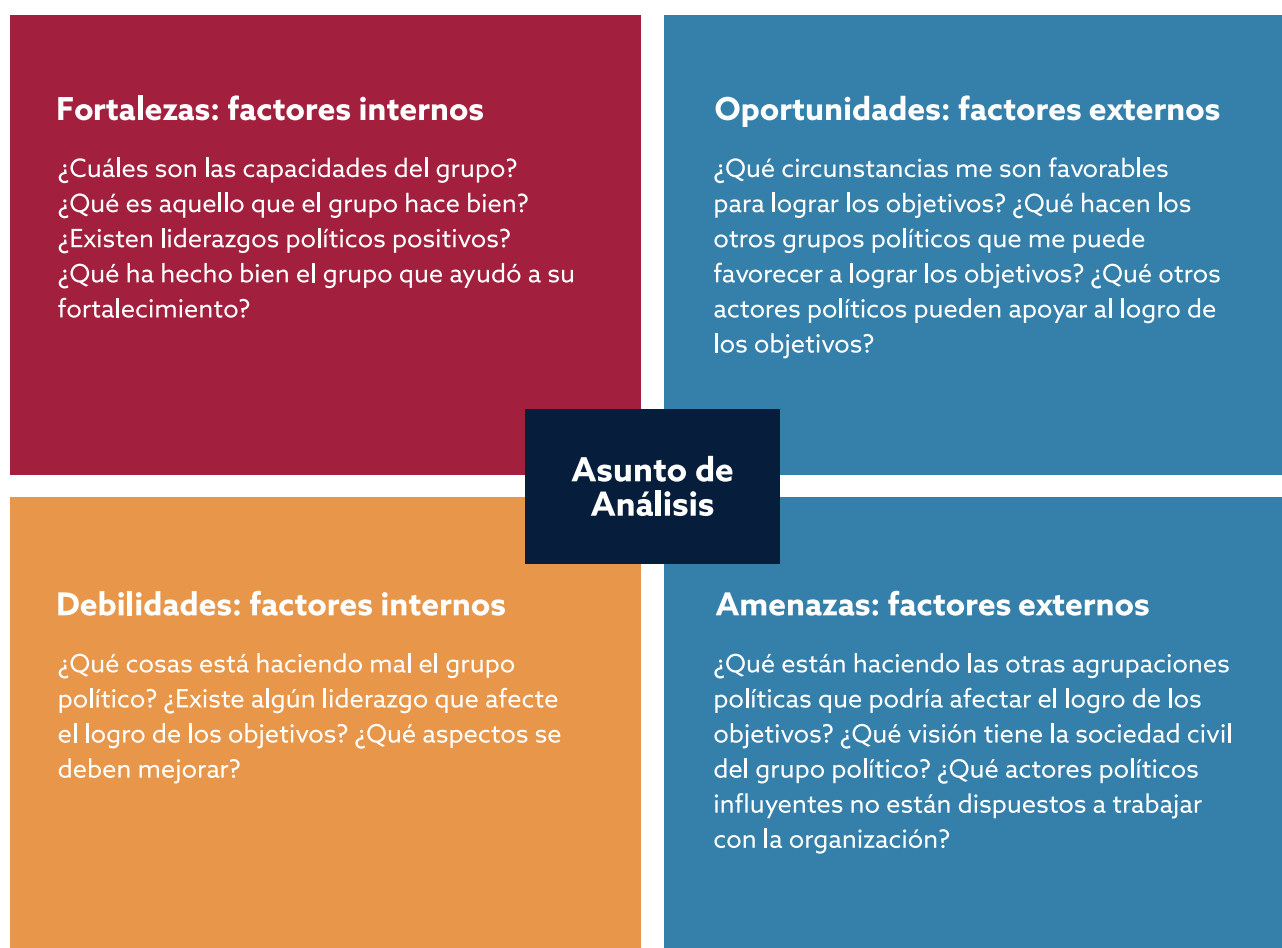 Fortalezas: factores internos
¿Cuáles son las capacidades del grupo?
¿Qué es aquello que el grupo hace bien?
¿Existen liderazgos políticos positivos?
¿Qué ha hecho bien el grupo que ayudó a su
fortalecimiento?
Oportunidades: factores externos
¿Qué circunstancias me son favorables
para lograr los objetivos? ¿Qué hacen los
otros grupos políticos que me puede
favorecer a lograr los objetivos? ¿Qué otros
actores políticos pueden apoyar al logro de
los objetivos?
Asunto de
Análisis
Debilidades: factores internos
¿Qué cosas está haciendo mal el grupo
político? ¿Existe algún liderazgo que afecte
el logro de los objetivos? ¿Qué aspectos se
deben mejorar?
Amenazas: factores externos
¿Qué están haciendo las otras agrupaciones
políticas que podría afectar el logro de los
objetivos? ¿Qué visión tiene la sociedad civil
del grupo político? ¿Qué actores políticos
influyentes no están dispuestos a trabajar
con la organización?